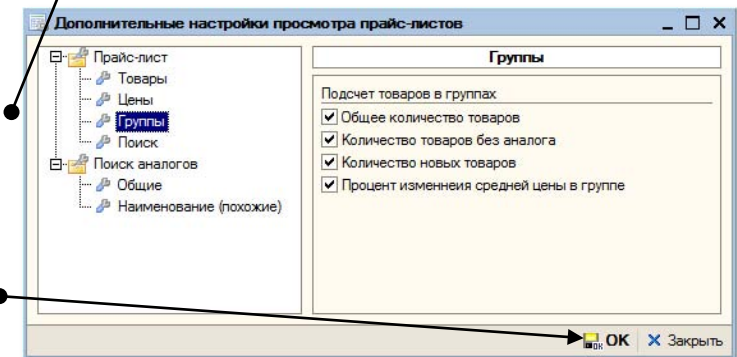 Дополнительные настройки просмотра прайс-листов
Прайс-лист
Товары
Цены
Группы
Поиск
Поиск аналогов
Общие
Наименование (похожие)
Группы
Подсчет товаров в группах
Общее количество товаров
Количество товаров без аналога
Количество новых товаров
Процент изменнеия средней цены в группе
OK Закрыть